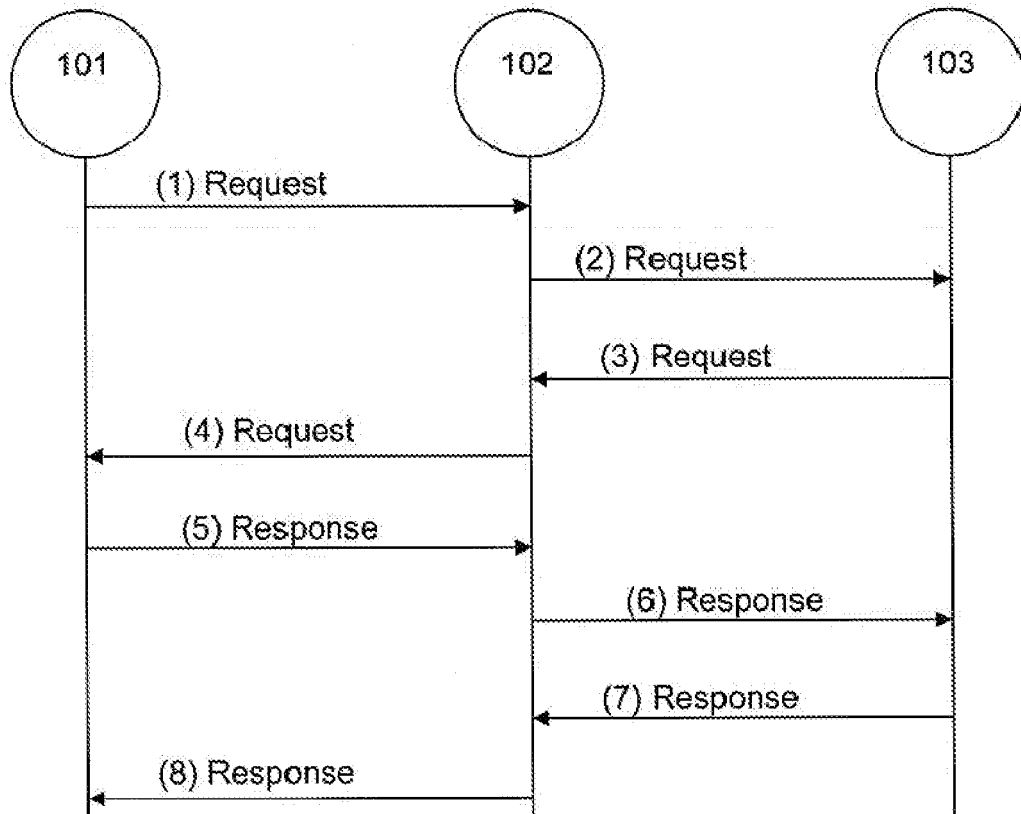 101
102
103
(1) Request
(2) Request
(3) Request
(4) Request
(5) Response
(6) Response
(7) Response
(8) Response